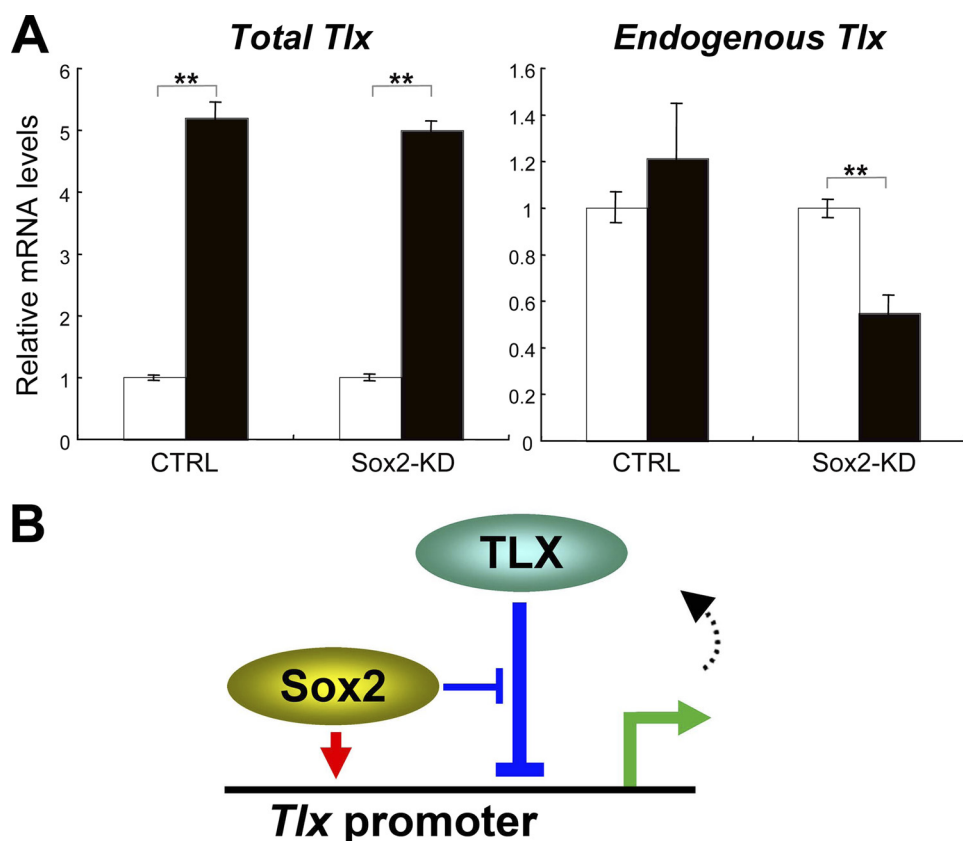 A
Total Tlx
Endogenous Tlx
Relative mRNA levels
6
5
4
3
2
1
0
**
**
CTRL
Sox2-KD
1.6
1.4
1.2
1
0.8
0.6
0.4
0.2
0
**
CTRL
Sox2-KD
B
TLX
Sox2
Tlx promoter